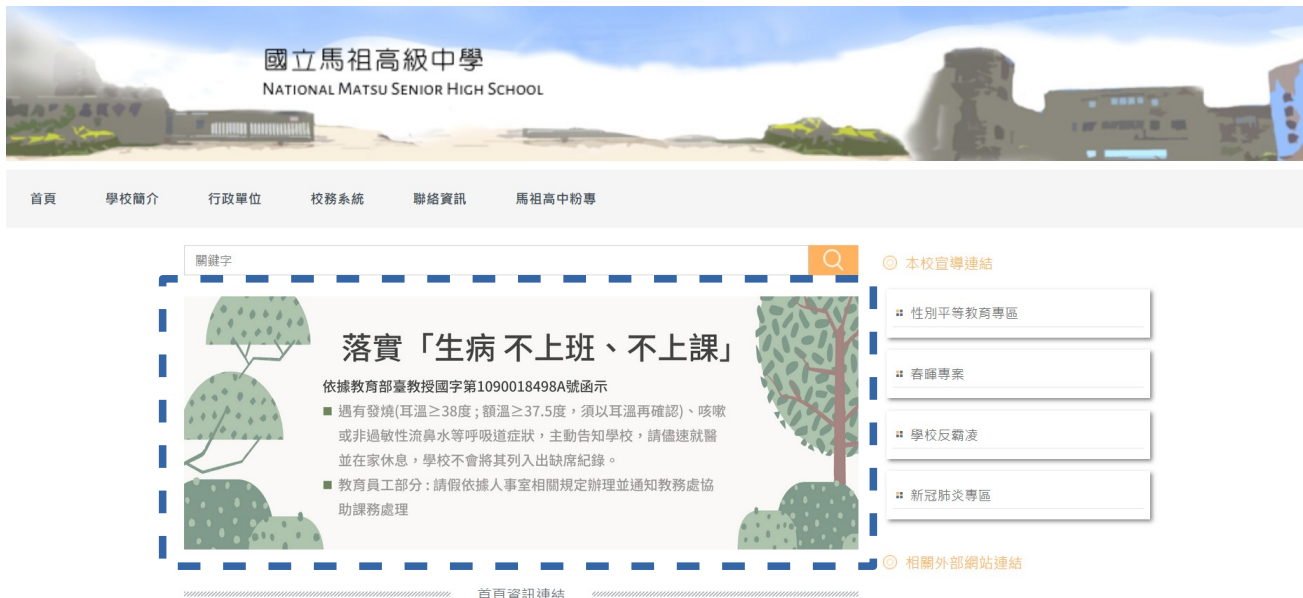 國立馬祖高級中學
NATIONAL MATSU SENIOR HIGH SCHOOL
首頁 學校簡介 行政單位 校務系統 聯絡資訊 馬祖高中粉專
關鍵字
落實「生病 不上班、不上課」
依據教育部臺教授國字第1090018498A號函示
遇有發燒(耳溫≥38度;額溫≥37.5度,須以耳溫再確認)、咳嗽
或非過敏性流鼻水等呼吸道症狀,主動告知學校,請儘速就醫
並在家休息,學校不會將其列入出缺席紀錄。
教育員工部分:請假依據人事室相關規定辦理並通知教務處協
助課務處理
首頁資訊連結
本校宣導連結
性別平等教育專區
春暉專案
學校反霸凌
新冠肺炎專區
相關外部網站連結